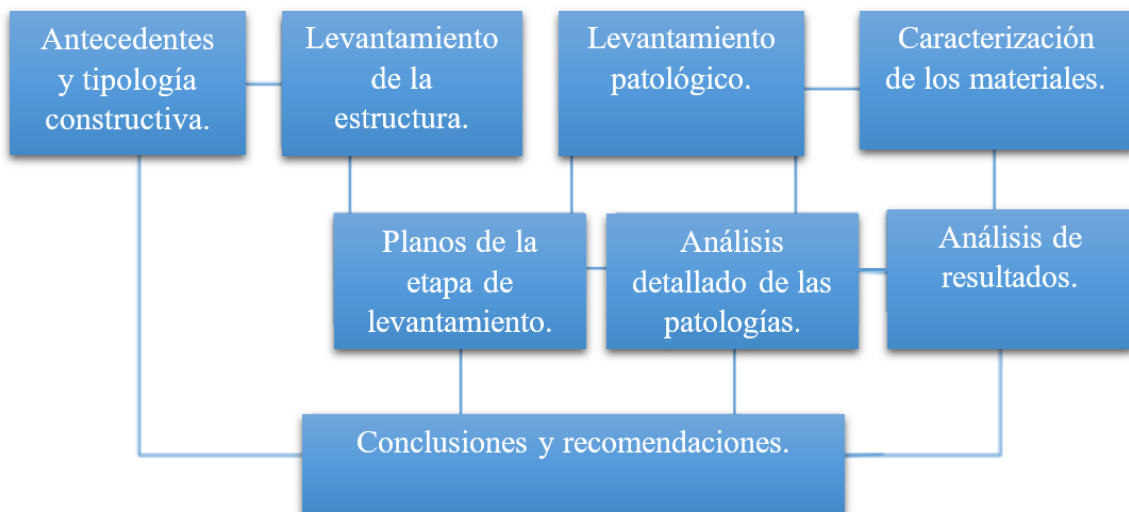 Antecedentes
y tipología
constructiva.
Levantamiento
de la
estructura.
Levantamiento
patológico.
Caracterización
de los materiales.
Planos de la
etapa de
levantamiento.
Análisis
detallado de las
patologías.
Análisis de
resultados.
Conclusiones y recomendaciones.